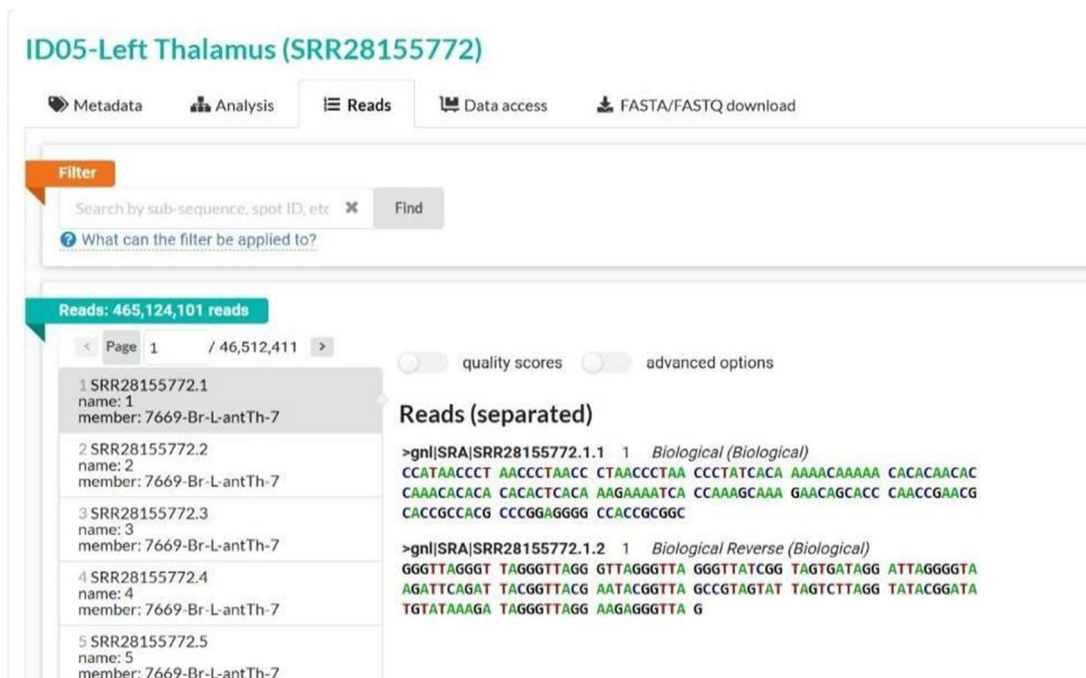 ID05-Left Thalamus (SRR28155772)
Metadata Analysis Reads Data access FASTA/FASTQ download
Filter
Search by sub-sequence, spot ID, etc Find
What can the filter be applied to?
Reads: 465,124,101 reads
< Page 1 / 46,512,411 >
quality scores advanced options
1 SRR28155772.1
name: 1
member: 7669-Br-L-antTh-7
2 SRR28155772.2
name: 2
member: 7669-Br-L-antTh-7
3 SRR28155772.3
name: 3
member: 7669-Br-L-antTh-7
4 SRR28155772.4
name: 4
member: 7669-Br-L-antTh-7
5 SRR28155772.5
name: 5
member: 7669-Br-L-antTh-7
Reads (separated)
>gnl|SRA|SRR28155772.1.1 1 Biological (Biological)
CCATAACCCT AACCCTAACC CTAACCCTAA CCCTATCACA AAAACAAAAA CACACAACAC
CAAACACACA CACACTCACA AAGAAAATCA CCAAAGCAAA GAACAGCACC CAACCGAACG
CACCGCCACG CCCGGAGGGG CCACCGCGGC
>gnl|SRA|SRR28155772.1.2 1 Biological Reverse (Biological)
GGGTTAGGGT TAGGGTTAGG GTTAGGGTTA GGGTTATCGG TAGTGATAGG ATTAGGGGTA
AGATTCAGAT TACGGTTACG AATACGGTTA GCCGTAGTAT TAGTCTTAGG TATACGGATA
TGTATAAAGA TAGGGTTAGG AAGAGGGTTA G